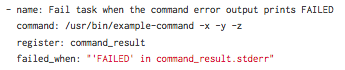 - name: Fail task when the command error output prints FAILED
  command: /usr/bin/example-command -x -y -z
  register: command_result
  failed_when: "'FAILED' in command_result.stderr"